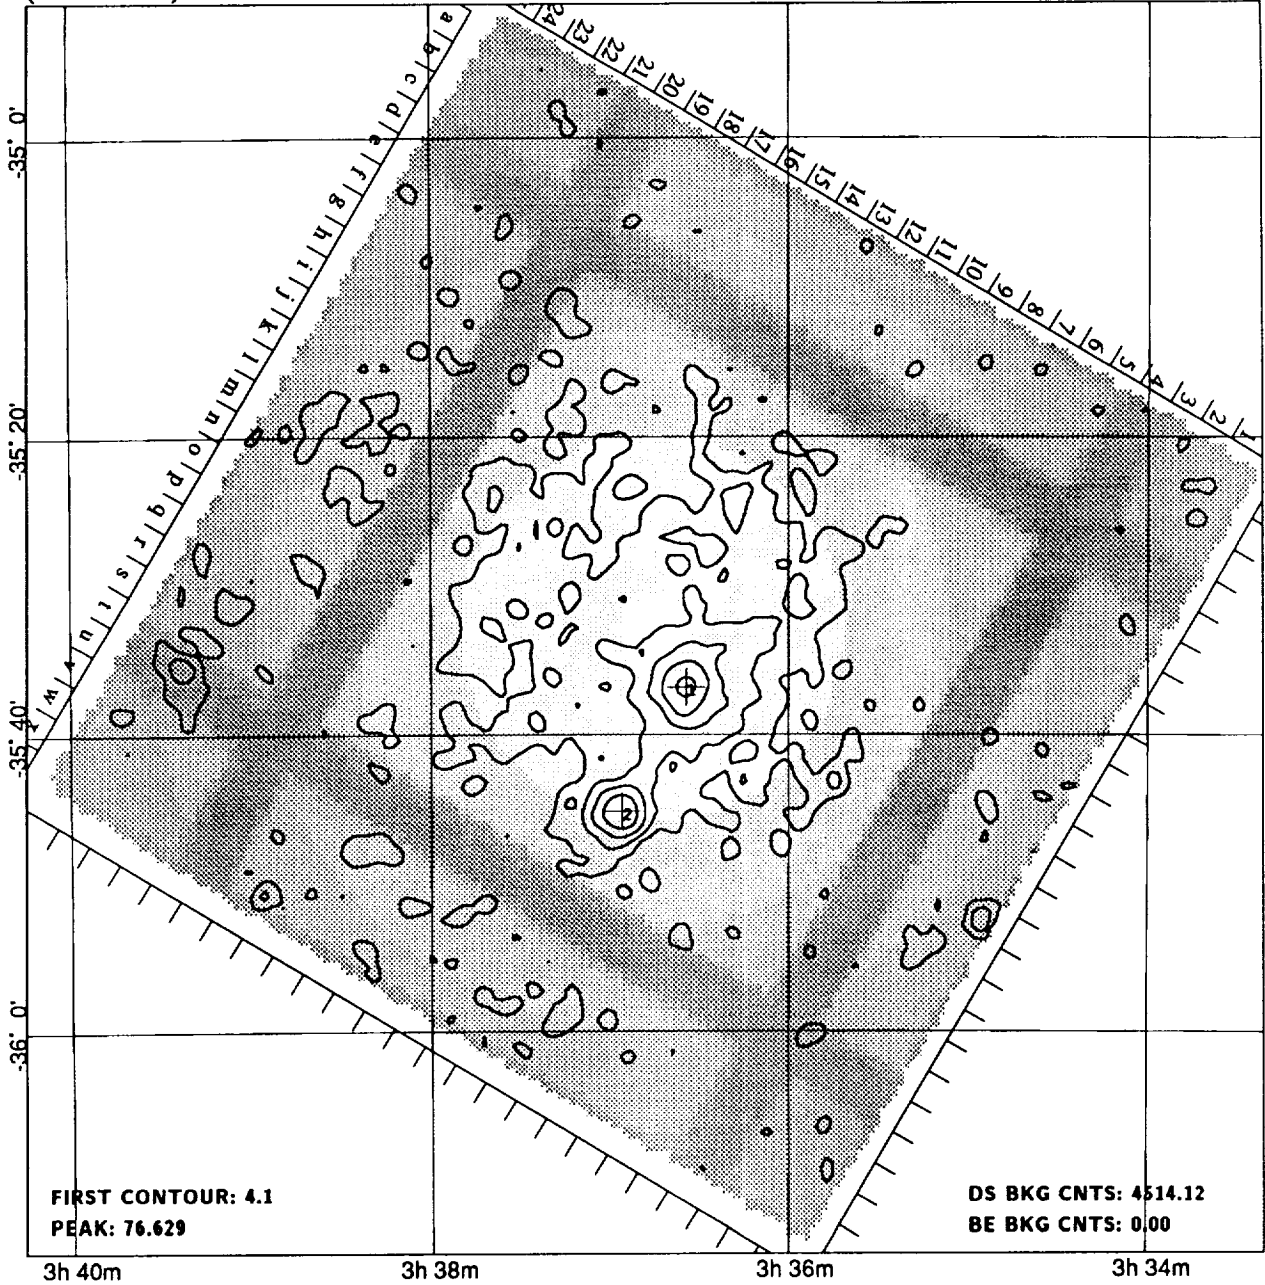 a b c d e f g h i j k l m n o p q r s t u v w x
24 23 22 21 20 19 18 17 16 15 14 13 12 11 10 9 8 7 6 5 4 3 2 1
-35° 0'
-35° 20'
-35° 40'
-36° 0'
1
2
FIRST CONTOUR: 4.1
PEAK: 76.629
DS BKG CNTS: 4514.12
BE BKG CNTS: 0.00
3h 40m
3h 38m
3h 36m
3h 34m